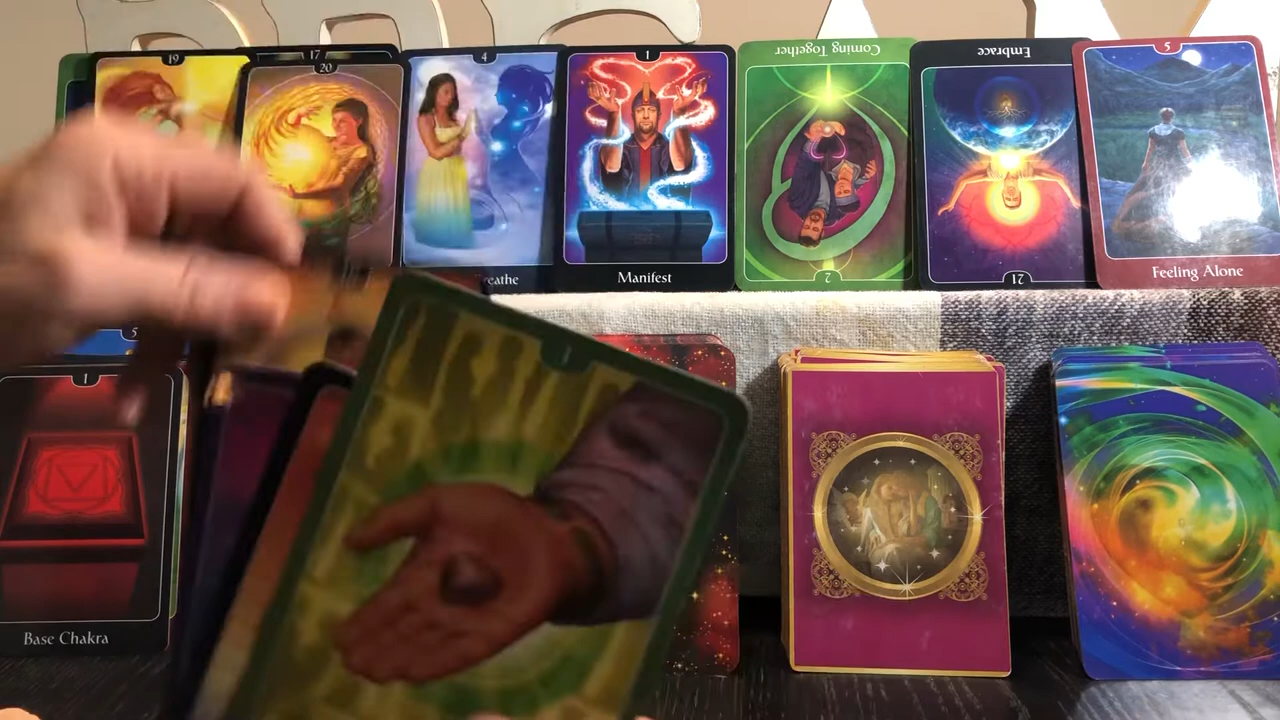 19
17
20
4
eathe
1
Manifest
Coming Together
2
Embrace
21
5
Feeling Alone
5
1
Base Chakra
1